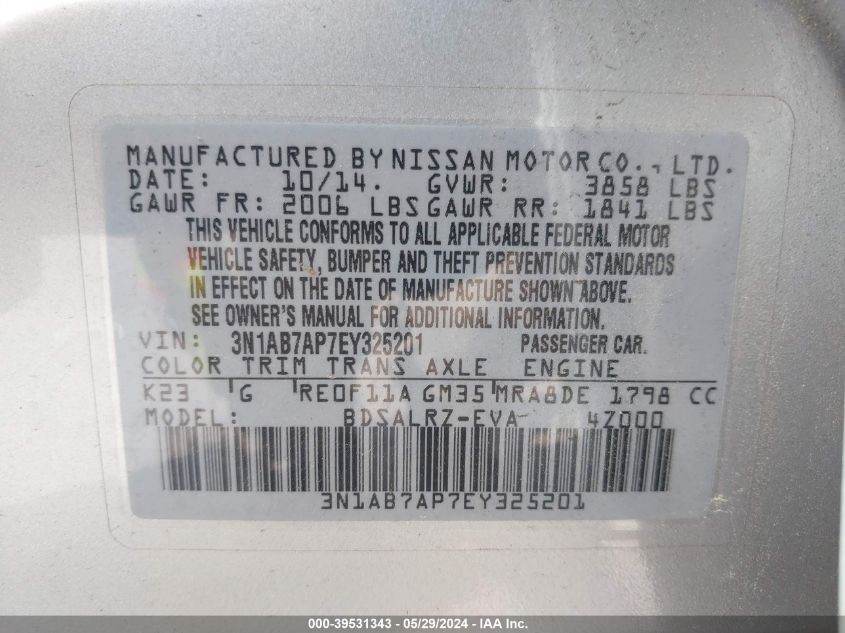 MANUFACTURED BY NISSAN MOTOR CO., LTD.
DATE: 10/14. GVWR: 3858 LBS
GAWR FR: 2006 LBS GAWR RR: 1841 LBS
THIS VEHICLE CONFORMS TO ALL APPLICABLE FEDERAL MOTOR
VEHICLE SAFETY, BUMPER AND THEFT PREVENTION STANDARDS
IN EFFECT ON THE DATE OF MANUFACTURE SHOWN ABOVE.
SEE OWNER'S MANUAL FOR ADDITIONAL INFORMATION.
VIN: 3N1AB7AP7EY325201 PASSENGER CAR.
COLOR TRIM TRANS AXLE ENGINE
K23 G RE0F11A GM35 MRA8DE 1798 CC
MODEL: BDSALRZ-EVA 4Z000
3N1AB7AP7EY325201
000-39531343 - 05/29/2024 - IAA Inc.